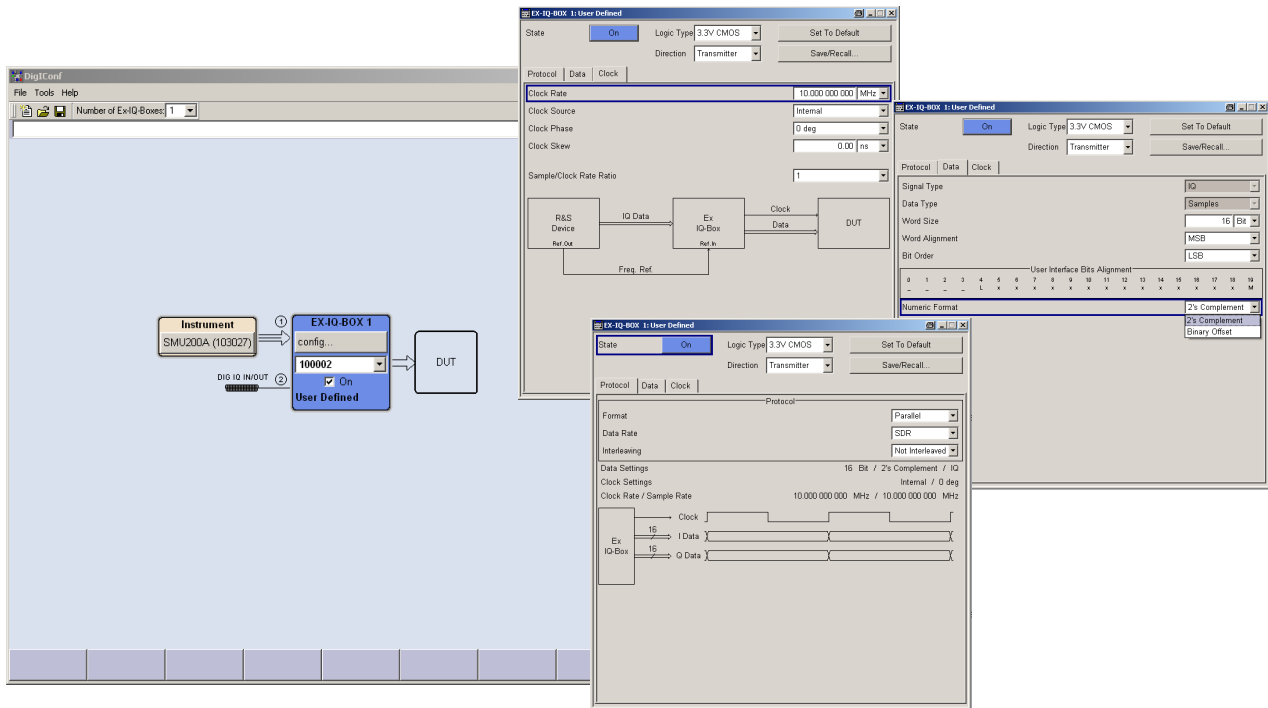 DigIConf
File Tools Help
Number of Ex-IQ-Boxes: 1
Instrument
SMU200A (103027)
1
EX-IQ-BOX 1
config...
100002
On
User Defined
DIG IQ IN/OUT 2
DUT
EX-IQ-BOX 1: User Defined
State On Logic Type 3.3V CMOS Set To Default
Direction Transmitter Save/Recall...
Protocol Data Clock
Clock Rate 10.000 000 000 MHz
Clock Source Internal
Clock Phase 0 deg
Clock Skew 0.00 ns
Sample/Clock Rate Ratio 1
R&S Device
Ref.Out
IQ Data
Ex IQ-Box
Ref.In
Clock
Data
DUT
Freq. Ref.
EX-IQ-BOX 1: User Defined
State On Logic Type 3.3V CMOS Set To Default
Direction Transmitter Save/Recall...
Protocol Data Clock
Signal Type IQ
Data Type Samples
Word Size 16 Bit
Word Alignment MSB
Bit Order LSB
User Interface Bits Alignment
0 1 2 3 4 5 6 7 8 9 10 11 12 13 14 15 16 17 18 19
_ _ _ _ L x x x x x x x x x x x x x x M
Numeric Format 2's Complement
2's Complement
Binary Offset
EX-IQ-BOX 1: User Defined
State On Logic Type 3.3V CMOS Set To Default
Direction Transmitter Save/Recall...
Protocol Data Clock
Protocol
Format Parallel
Data Rate SDR
Interleaving Not Interleaved
Data Settings 16 Bit / 2's Complement / IQ
Clock Settings Internal / 0 deg
Clock Rate / Sample Rate 10.000 000 000 MHz / 10.000 000 000 MHz
Ex IQ-Box
Clock
16 I Data
16 Q Data